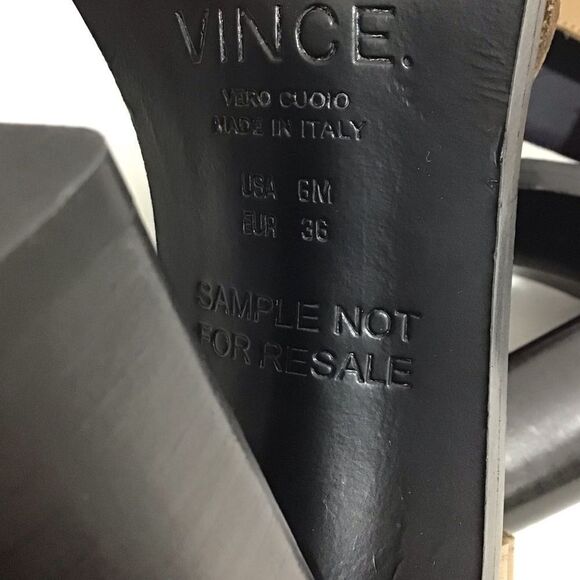 VINCE.
VERO CUOIO
MADE IN ITALY
USA 6M
EUR 36
SAMPLE NOT
FOR RESALE